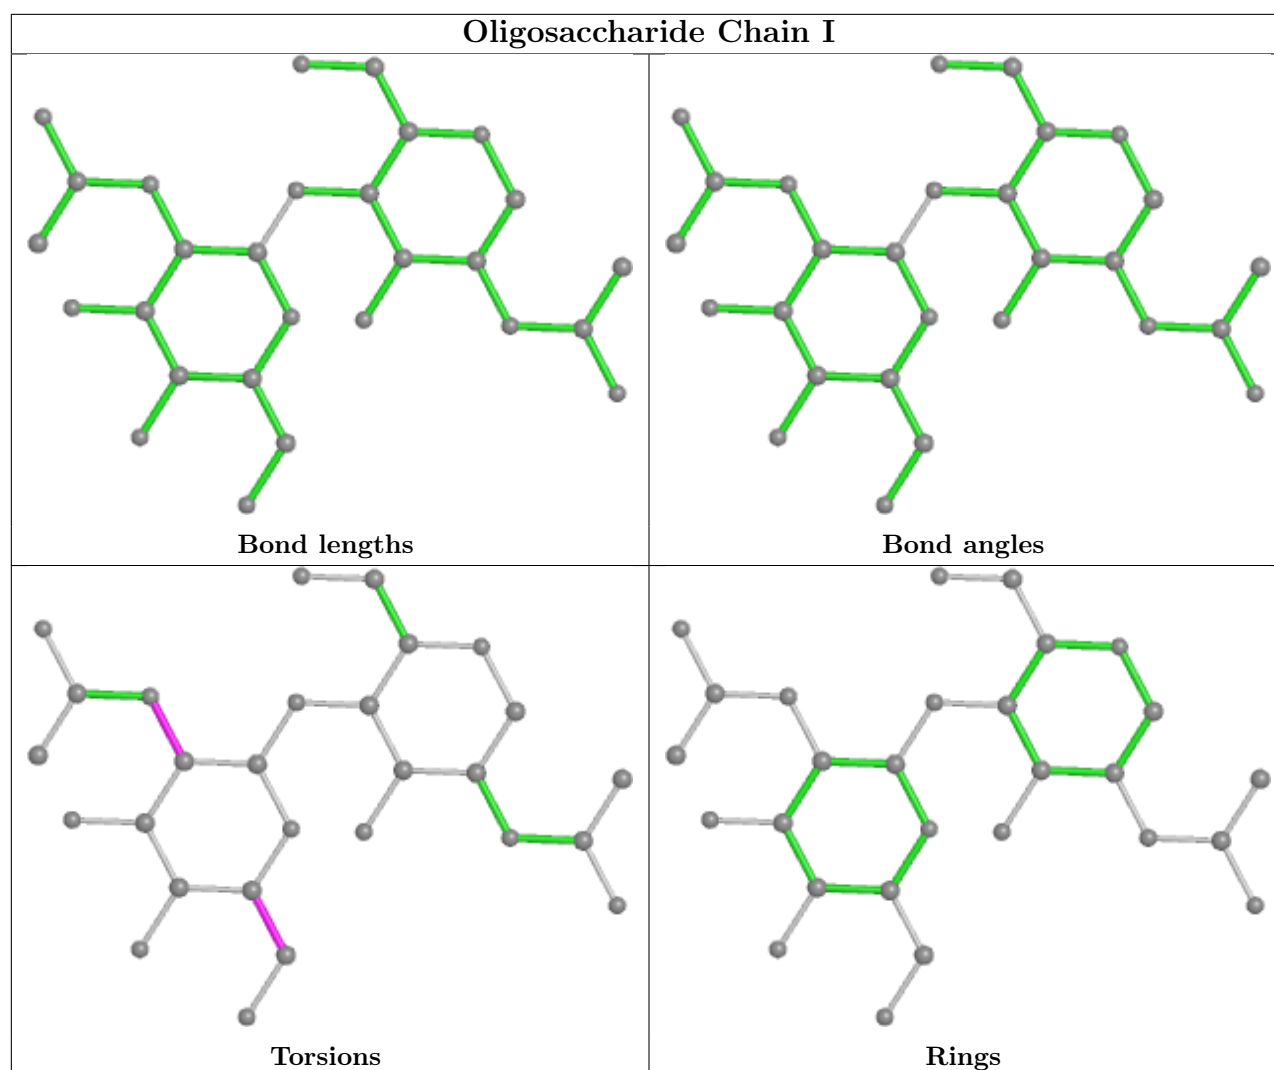 Oligosaccharide Chain I
Bond lengths
Bond angles
Torsions
Rings